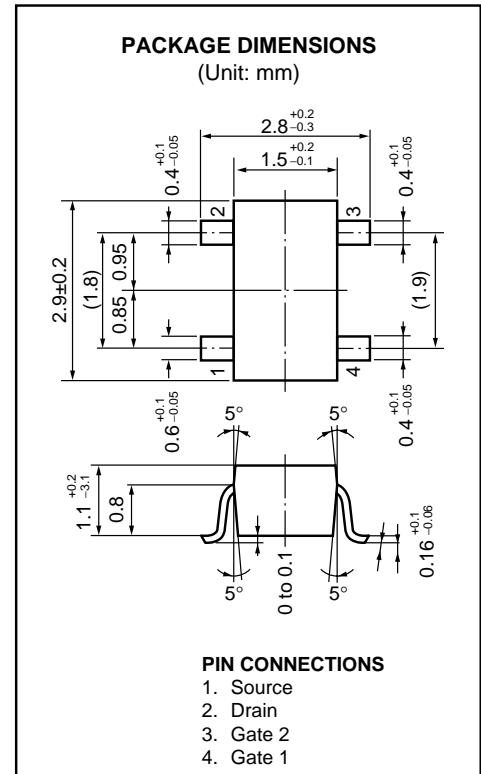 PACKAGE DIMENSIONS
(Unit: mm)
2.8 +0.2 −0.3
1.5 +0.2 −0.1
0.4 +0.1 −0.05
0.4 +0.1 −0.05
2
3
2.9±0.2
(1.8)
0.95
0.85
(1.9)
1
4
0.6 +0.1 −0.05
0.4 +0.1 −0.05
5°
5°
1.1 +0.2 −3.1
0.8
0.16 +0.1 −0.06
5°
0 to 0.1
5°
PIN CONNECTIONS
1. Source
2. Drain
3. Gate 2
4. Gate 1